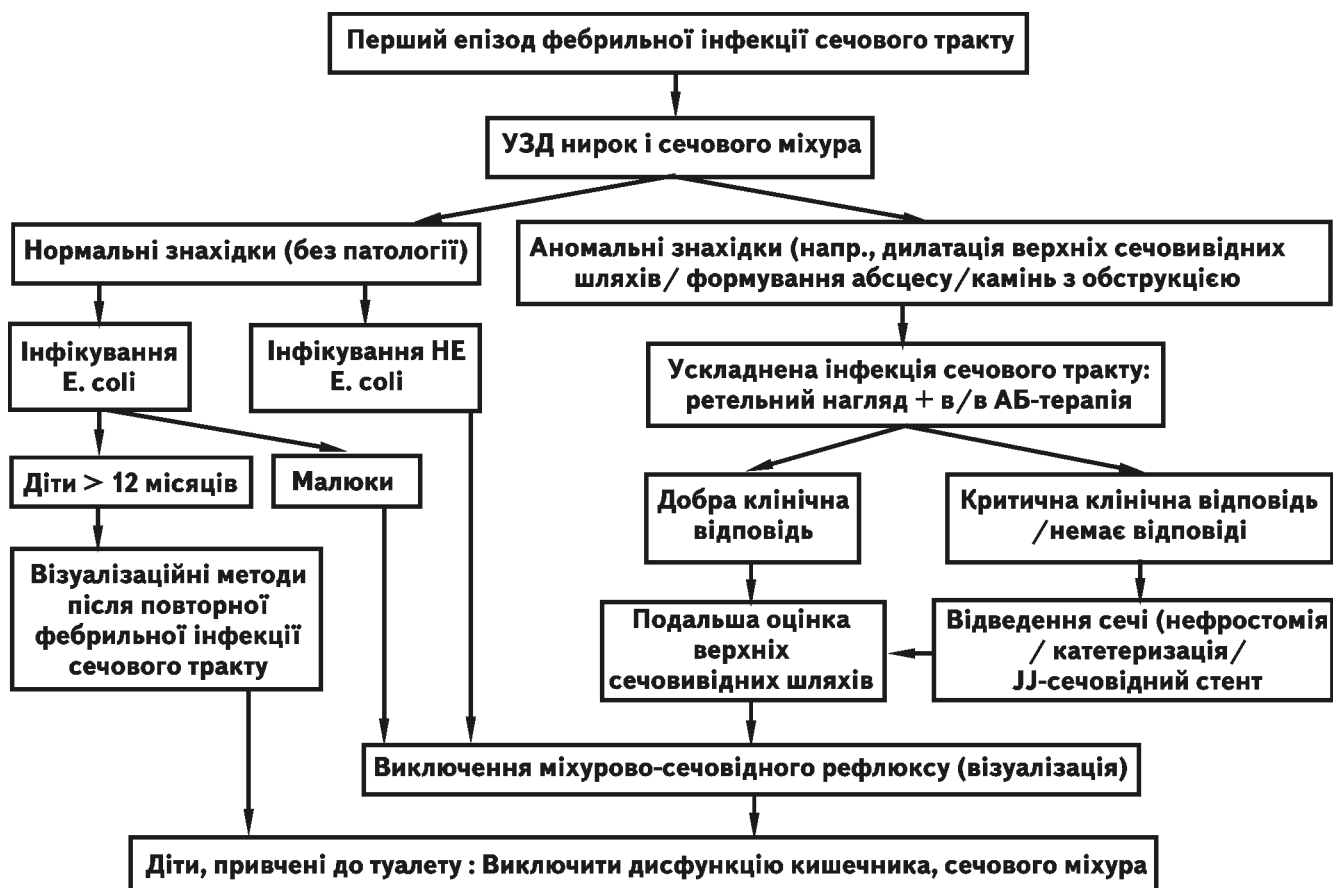 Перший епізод фебрильної інфекції сечового тракту
УЗД нирок і сечового міхура
Нормальні знахідки (без патології)
Аномальні знахідки (напр., дилатація верхніх сечовивідних
шляхів/ формування абсцесу/камінь з обструкцією
Інфікування
E. coli
Інфікування НЕ
E. coli
Ускладнена інфекція сечового тракту:
ретельний нагляд + в/в АБ-терапія
Діти > 12 місяців
Малюки
Добра клінічна
відповідь
Критична клінічна відповідь
/немає відповіді
Візуалізаційні методи
після повторної
фебрильної інфекції
сечового тракту
Подальша оцінка
верхніх
сечовивідних шляхів
Відведення сечі (нефростомія
/ катетеризація/
JJ-сечовідний стент
Виключення міхурово-сечовідного рефлюксу (візуалізація)
Діти, привчені до туалету : Виключити дисфункцію кишечника, сечового міхура